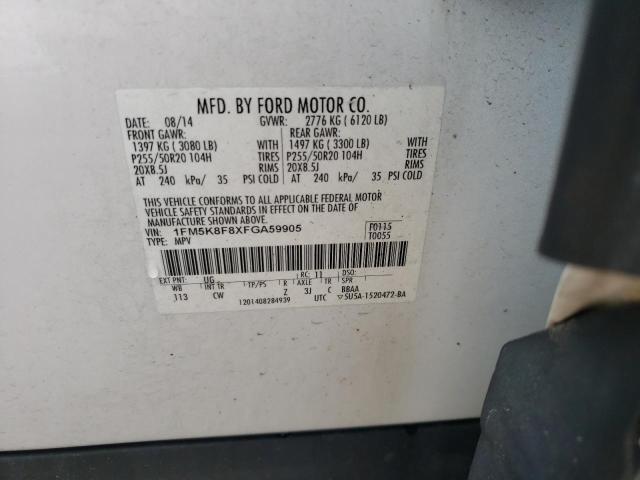 MFD. BY FORD MOTOR CO.
DATE: 08/14 GVWR: 2776 KG ( 6120 LB)
FRONT GAWR: REAR GAWR:
1397 KG ( 3080 LB) WITH 1497 KG ( 3300 LB) WITH
P255/50R20 104H TIRES P255/50R20 104H TIRES
20X8.5J RIMS 20X8.5J RIMS
AT 240 kPa/ 35 PSI COLD AT 240 kPa/ 35 PSI COLD
THIS VEHICLE CONFORMS TO ALL APPLICABLE FEDERAL MOTOR
VEHICLE SAFETY STANDARDS IN EFFECT ON THE DATE OF
MANUFACTURE SHOWN ABOVE.
VIN: 1FM5K8F8XFGA59905 F0115
TYPE: MPV T0055
EXT PNT: UG RC: 11 DSO:
WB INT TR TP/PS R AXLE TR SPR
113 CW Z 3J C BBAA
1201408284939 UTC ▽5U5A-1520472-BA